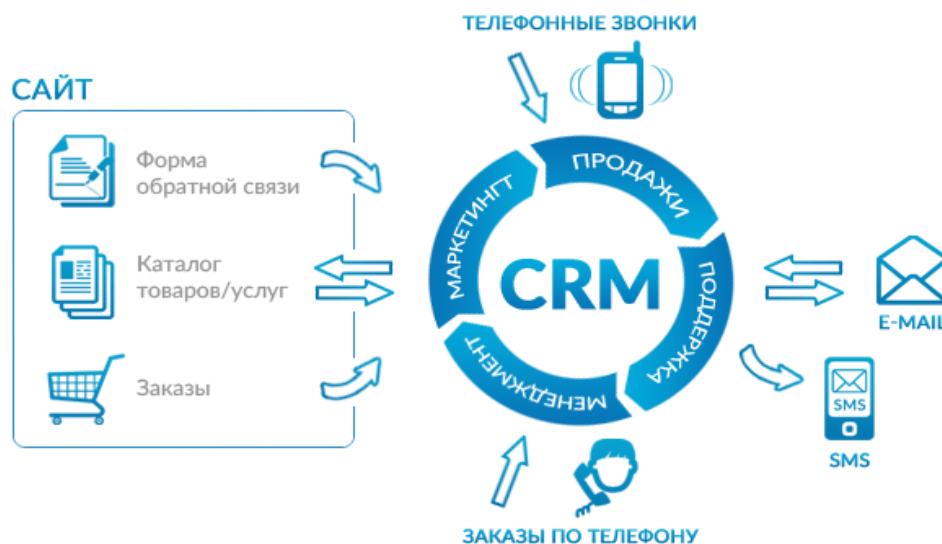 ТЕЛЕФОННЫЕ ЗВОНКИ
САЙТ
Форма
обратной связи
Каталог
товаров/услуг
Заказы
МАРКЕТИНГТ
ПРОДАЖИ
ПОДДЕРЖКА
МЕНЕДЖМЕНТ
CRM
E-MAIL
SMS
SMS
ЗАКАЗЫ ПО ТЕЛЕФОНУ